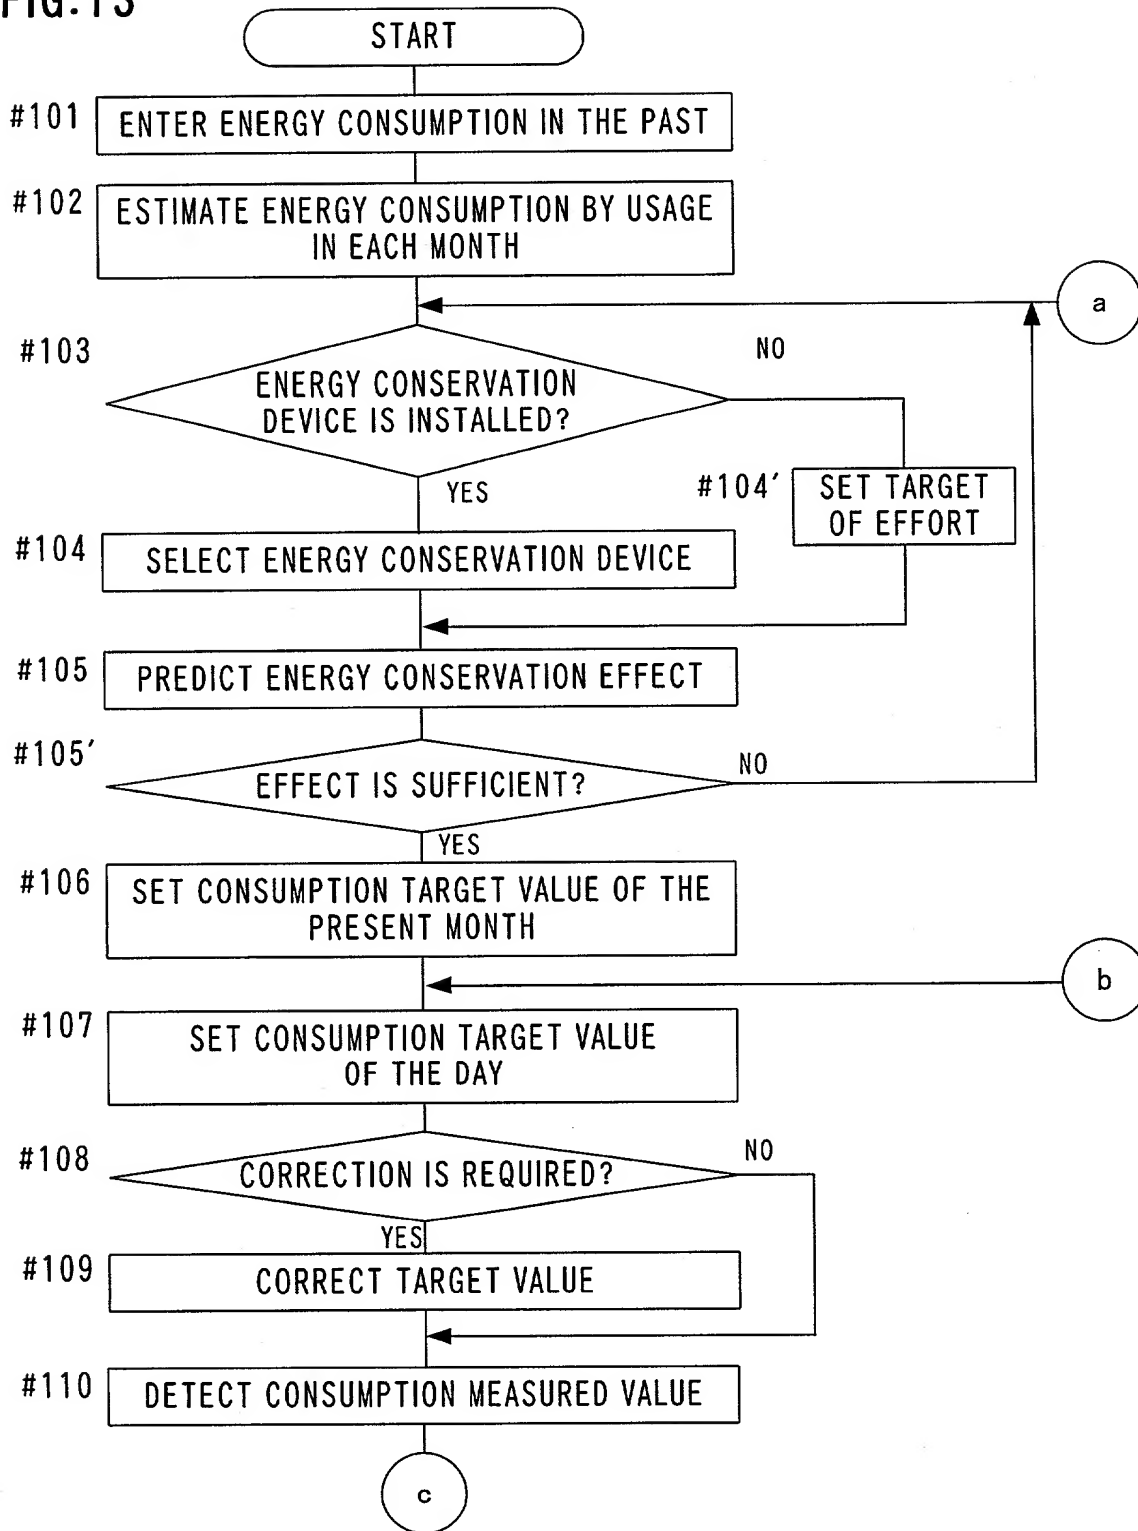 FIG.13
START
#101
ENTER ENERGY CONSUMPTION IN THE PAST
#102
ESTIMATE ENERGY CONSUMPTION BY USAGE
IN EACH MONTH
a
#103
NO
ENERGY CONSERVATION
DEVICE IS INSTALLED?
YES
#104'
SET TARGET
OF EFFORT
#104
SELECT ENERGY CONSERVATION DEVICE
#105
PREDICT ENERGY CONSERVATION EFFECT
#105'
EFFECT IS SUFFICIENT?
NO
YES
#106
SET CONSUMPTION TARGET VALUE OF THE
PRESENT MONTH
b
#107
SET CONSUMPTION TARGET VALUE
OF THE DAY
#108
CORRECTION IS REQUIRED?
NO
YES
#109
CORRECT TARGET VALUE
#110
DETECT CONSUMPTION MEASURED VALUE
c